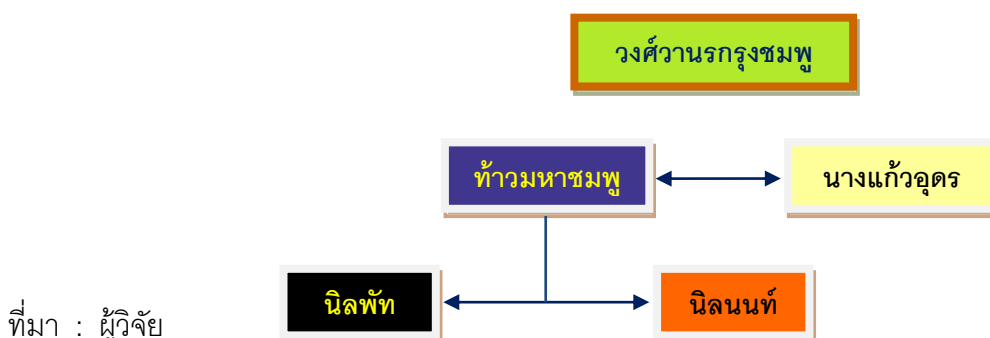 วงศ์วานรกรุงชมพู
ท้าวมหาชมพู
นางแก้วอุดร
นิลพัท
นิลนนท์
ที่มา : ผู้วิจัย